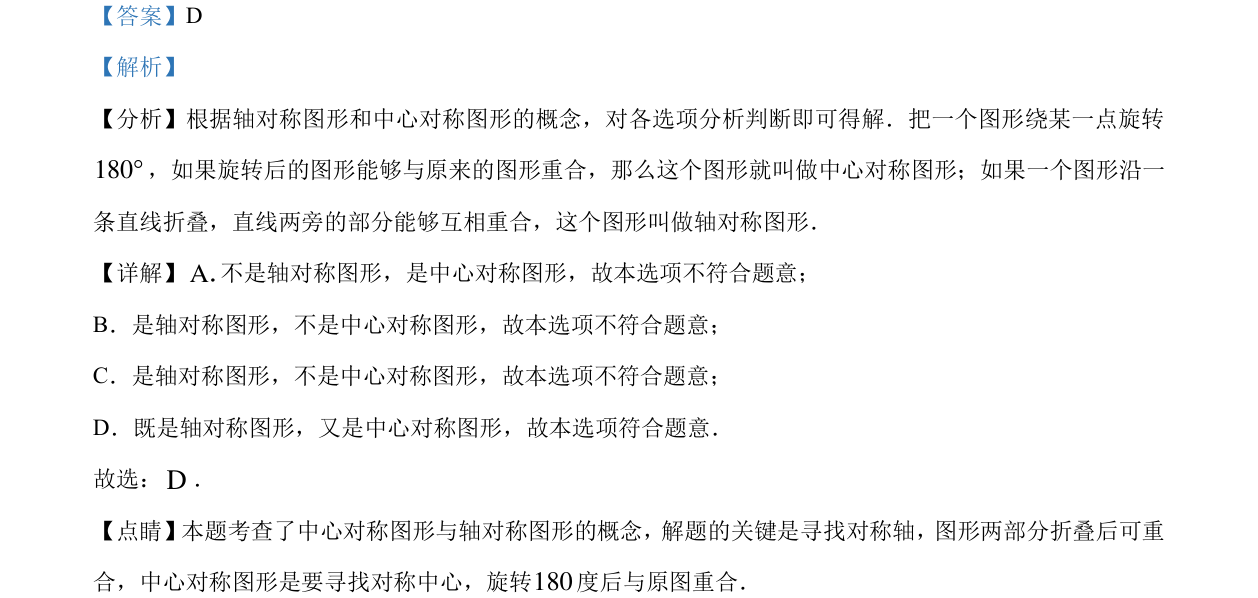 【答案】D
【解析】
【分析】根据轴对称图形和中心对称图形的概念，对各选项分析判断即可得解．把一个图形绕某一点旋转
180°，如果旋转后的图形能够与原来的图形重合，那么这个图形就叫做中心对称图形；如果一个图形沿一
条直线折叠，直线两旁的部分能够互相重合，这个图形叫做轴对称图形．
【详解】A.不是轴对称图形，是中心对称图形，故本选项不符合题意；
B．是轴对称图形，不是中心对称图形，故本选项不符合题意；
C．是轴对称图形，不是中心对称图形，故本选项不符合题意；
D．既是轴对称图形，又是中心对称图形，故本选项符合题意．
故选：D．
【点睛】本题考查了中心对称图形与轴对称图形的概念，解题的关键是寻找对称轴，图形两部分折叠后可重
合，中心对称图形是要寻找对称中心，旋转180度后与原图重合．